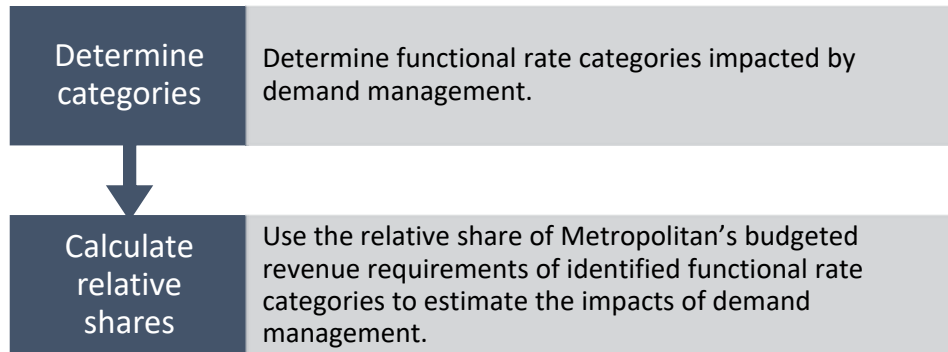 Determine
categories
Determine functional rate categories impacted by
demand management.
Calculate
relative
shares
Use the relative share of Metropolitan’s budgeted
revenue requirements of identified functional rate
categories to estimate the impacts of demand
management.